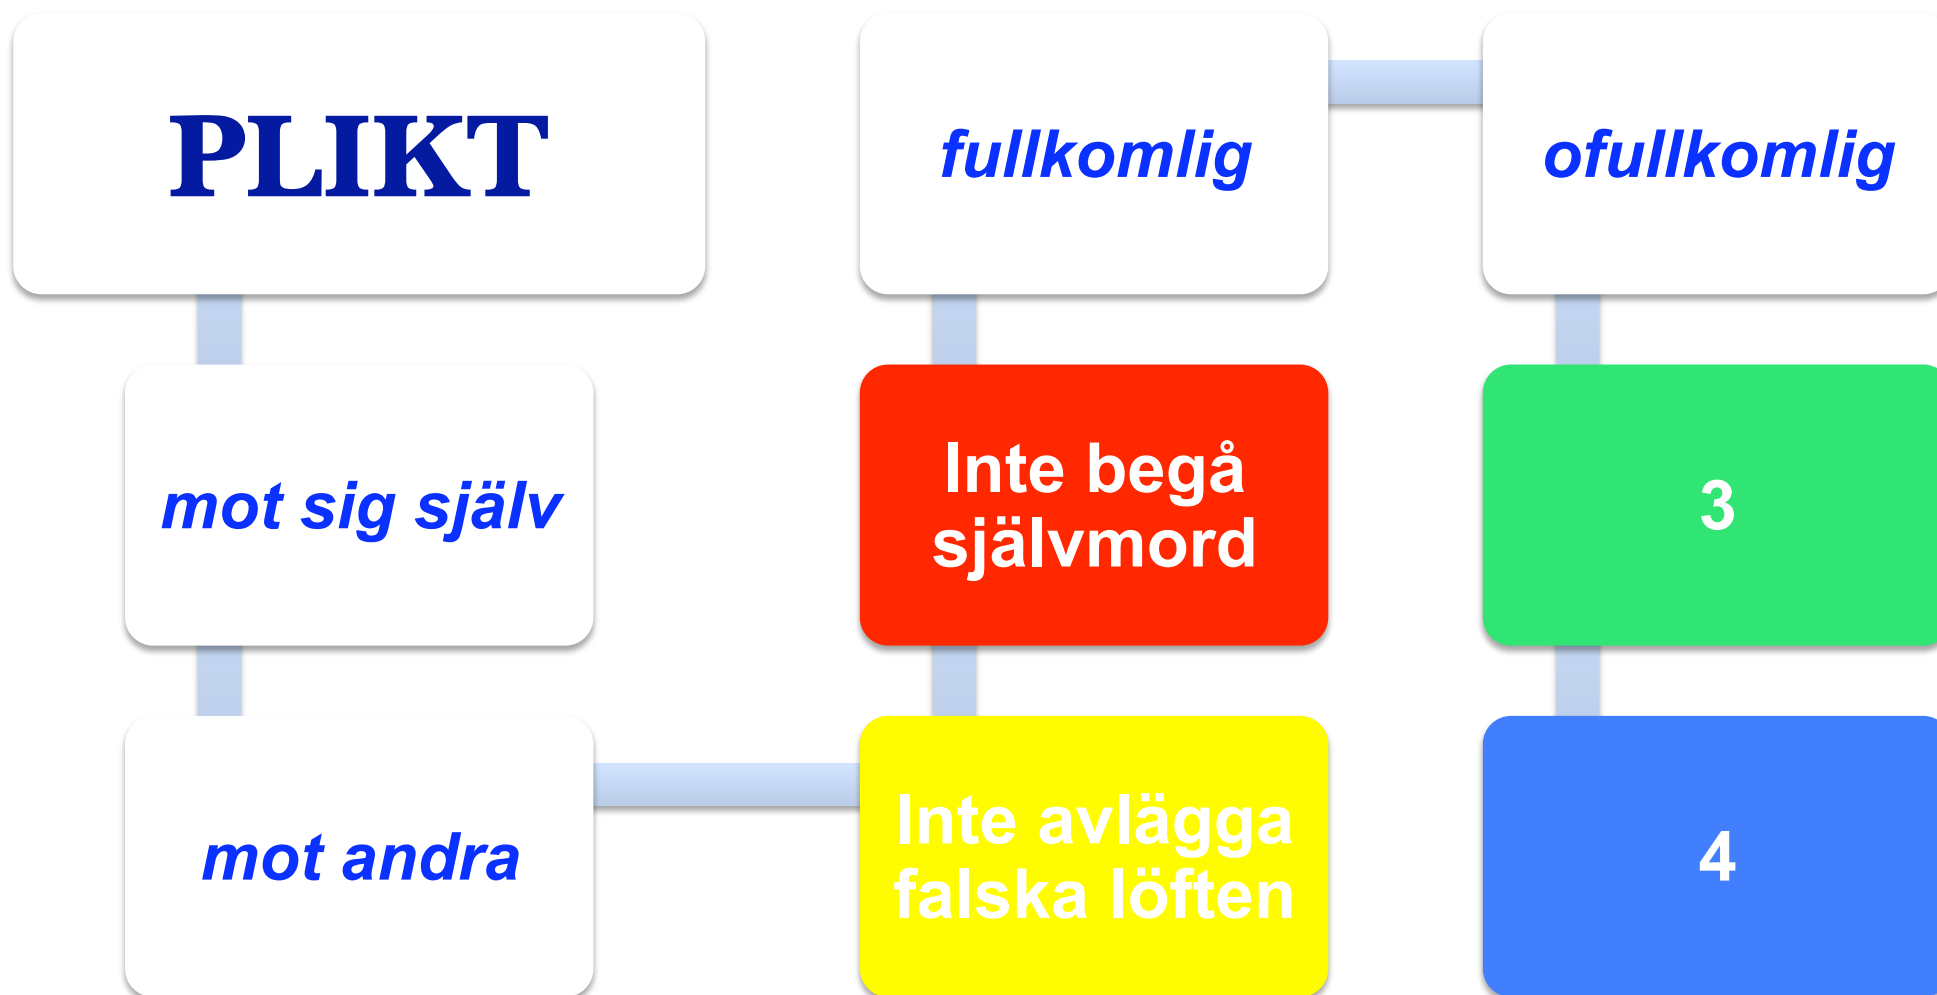 PLIKT
fullkomlig
ofullkomlig
mot sig själv
Inte begå
självmord
3
mot andra
Inte avlägga
falska löften
4